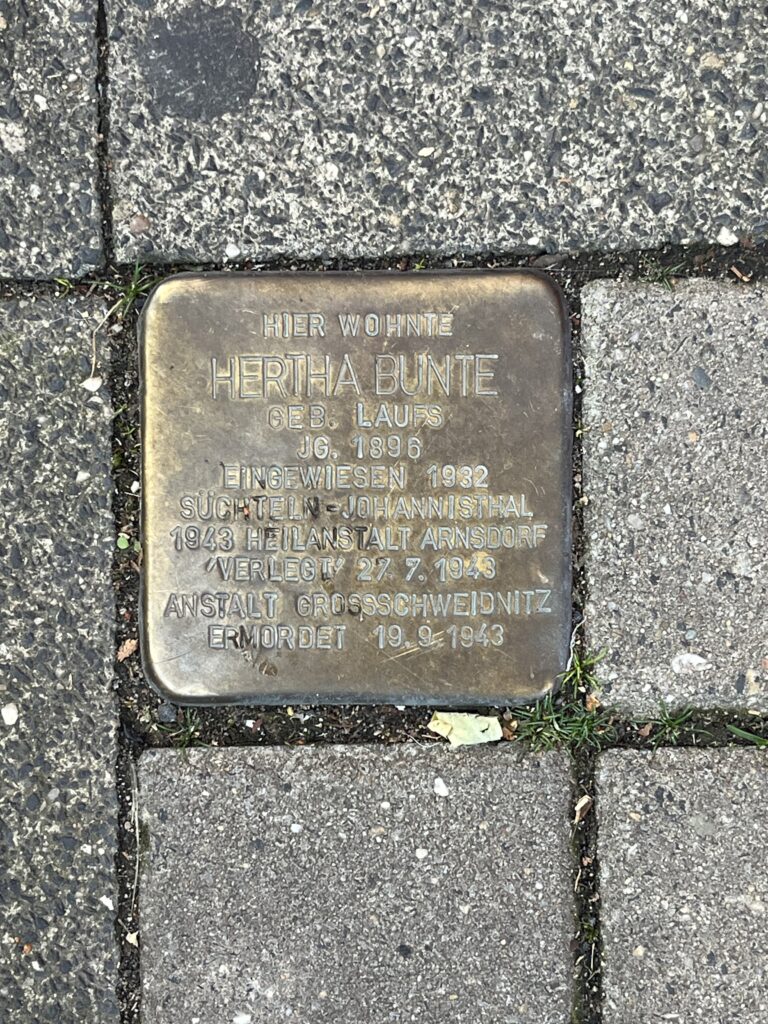 HIER WOHNTE
HERTHA BUNTE
GEB. LAUFS
JG. 1896
EINGEWIESEN 1932
SÜCHTELN-JOHANNISTHAL
1943 HEILANSTALT ARNSDORF
"VERLEGT" 27.7.1943
ANSTALT GROSSSCHWEIDNITZ
ERMORDET 19.9.1943